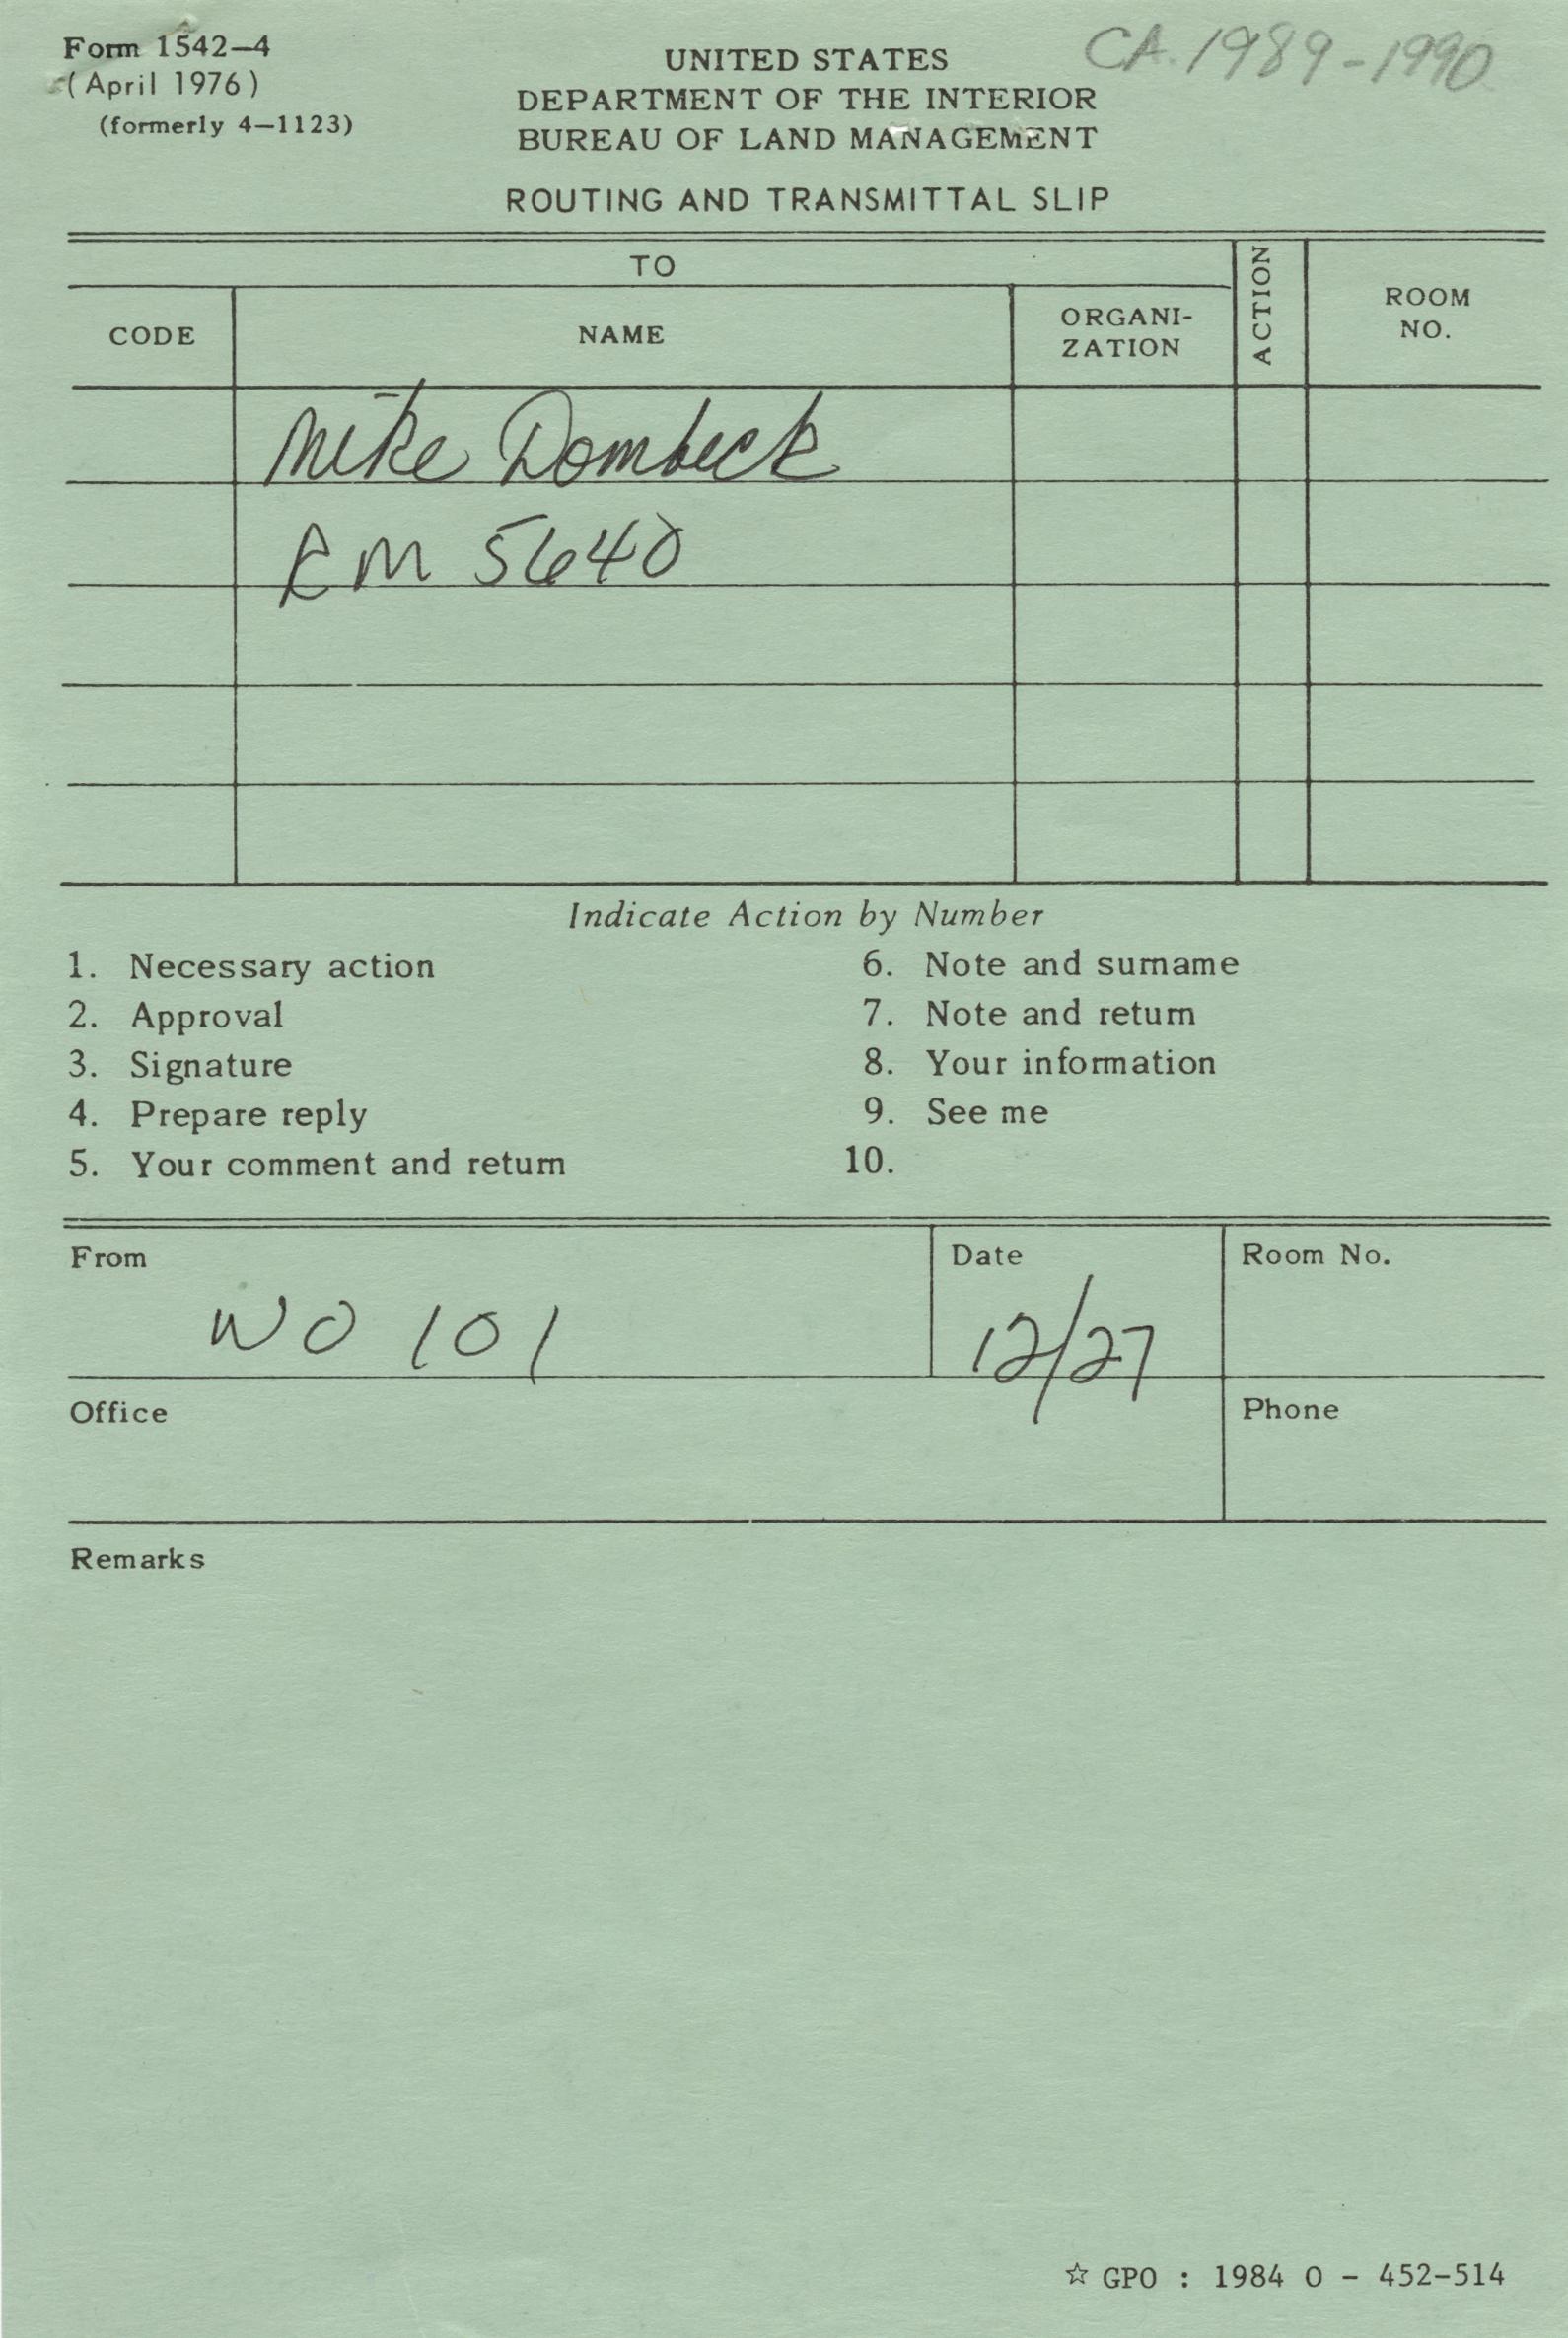 Form 1542—4
(April 1976)
(formerly 4—1123)
CA. 1989-1990
UNITED STATES
DEPARTMENT OF THE INTERIOR
BUREAU OF LAND MANAGEMENT
ROUTING AND TRANSMITTAL SLIP
TO
ACTION
ROOM
NO.
CODE
NAME
ORGANI-
ZATION
Mike Dombeck
RM 5640
Indicate Action by Number
1. Necessary action
2. Approval
3. Signature
4. Prepare reply
5. Your comment and return
6. Note and surname
7. Note and return
8. Your information
9. See me
10.
From
WO 101
Date
12/27
Room No.
Office
Phone
Remarks
☆ GPO : 1984 O - 452-514